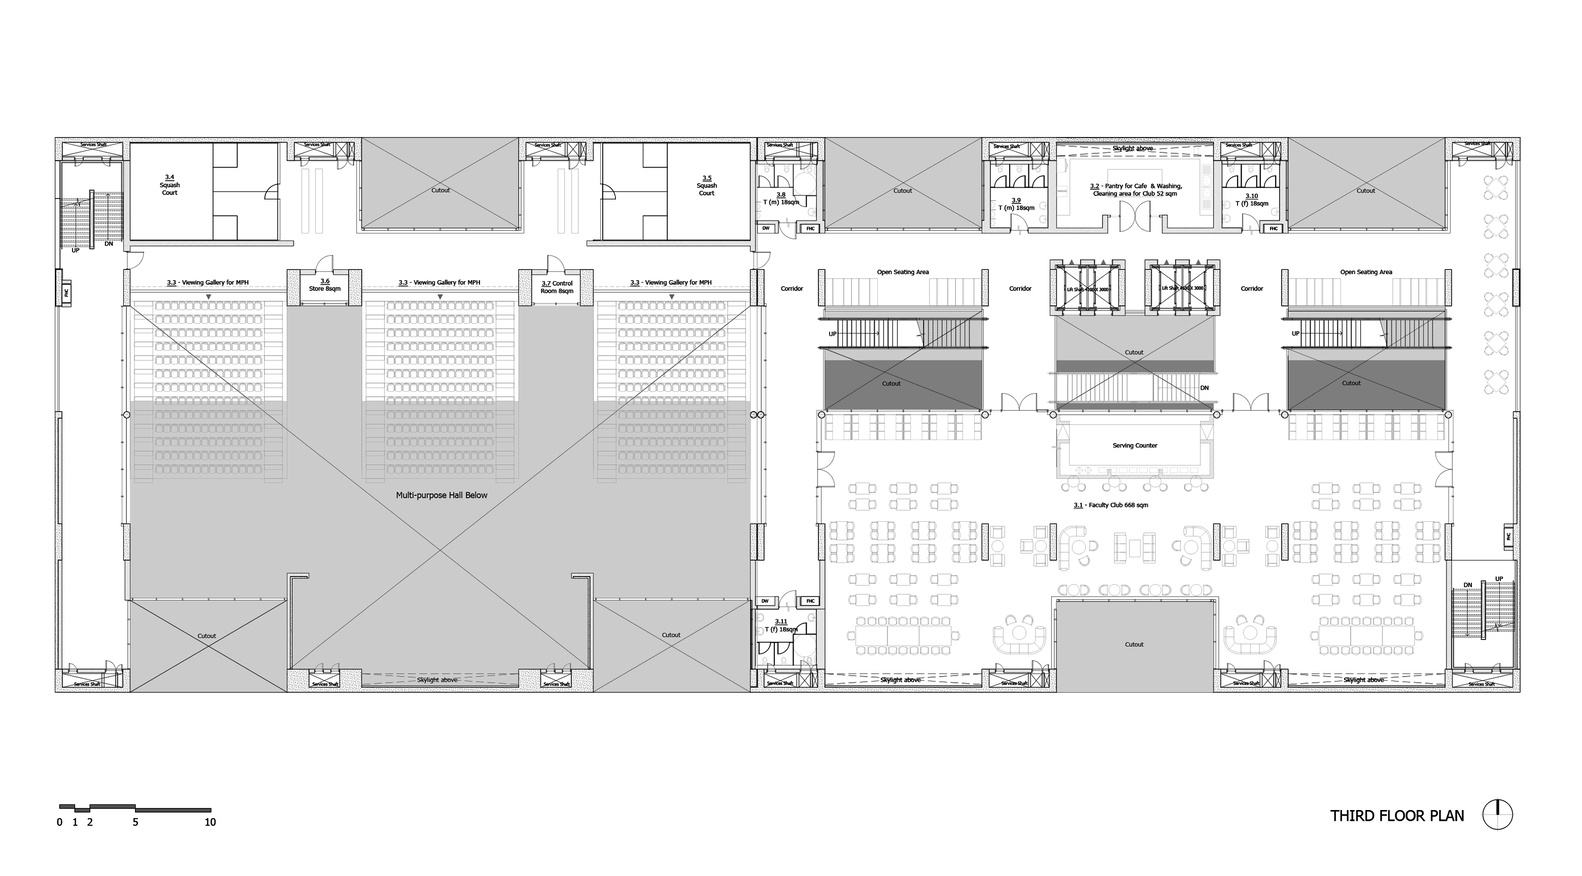 Services Shaft
Services Shaft
Services Shaft
Services Shaft
Services Shaft
Services Shaft
Services Shaft
Skylight above
3.4
Squash
Court
Cutout
3.5
Squash
Court
3.8
T (m) 18sqm
Cutout
3.9
T (m) 18sqm
3.2 - Pantry for Cafe & Washing,
Cleaning area for Club 52 sqm
3.10
T (f) 18sqm
Cutout
DW
FHC
FHC
UP
DN
FHC
3.3 - Viewing Gallery for MPH
3.6
Store 8sqm
3.3 - Viewing Gallery for MPH
3.7 Control
Room 8sqm
3.3 - Viewing Gallery for MPH
Corridor
Open Seating Area
Corridor
Corridor
Open Seating Area
UP
Cutout
UP
Cutout
DN
Cutout
Serving Counter
Multi-purpose Hall Below
3.1 - Faculty Club 668 sqm
FHC
DN
UP
DW
FHC
3.11
T (f) 18sqm
Cutout
Cutout
Cutout
Services Shaft
Services Shaft
Skylight above
Services Shaft
Services Shaft
Skylight above
Services Shaft
Services Shaft
Skylight above
Services Shaft
0 1 2 5 10
THIRD FLOOR PLAN